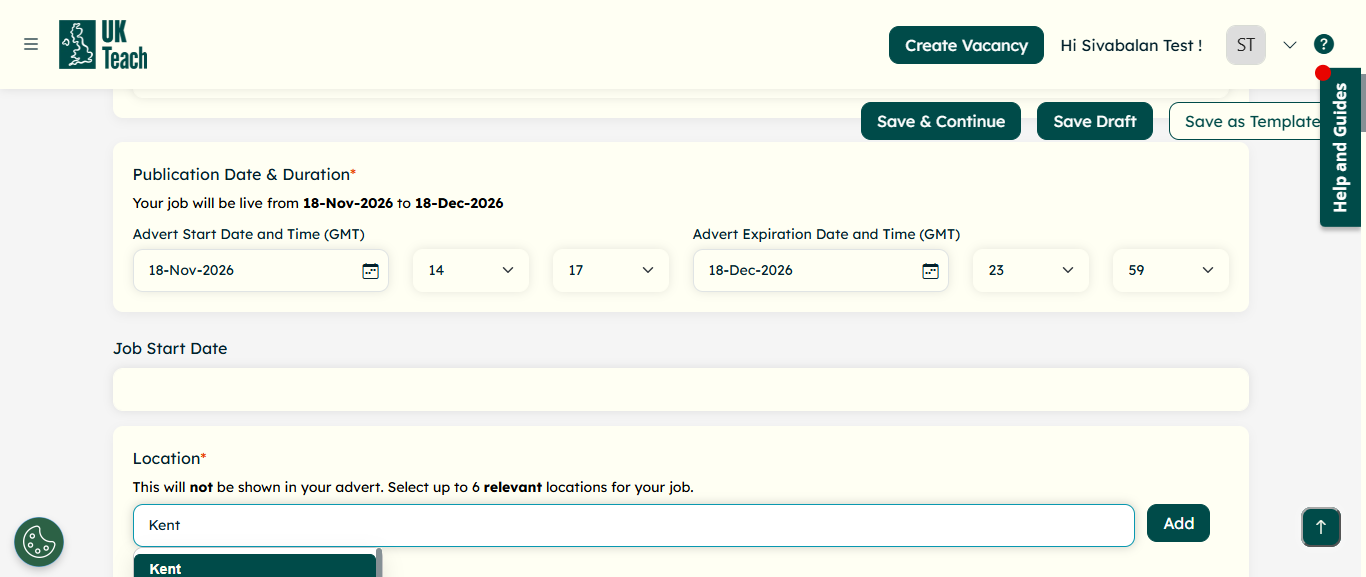 UK
Teach
Create Vacancy
Hi Sivabalan Test !
ST
?
Help and Guides
Save & Continue
Save Draft
Save as Template
Publication Date & Duration*
Your job will be live from 18-Nov-2026 to 18-Dec-2026
Advert Start Date and Time (GMT)
Advert Expiration Date and Time (GMT)
18-Nov-2026
14
17
18-Dec-2026
23
59
Job Start Date
Location*
This will not be shown in your advert. Select up to 6 relevant locations for your job.
Kent
Add
Kent